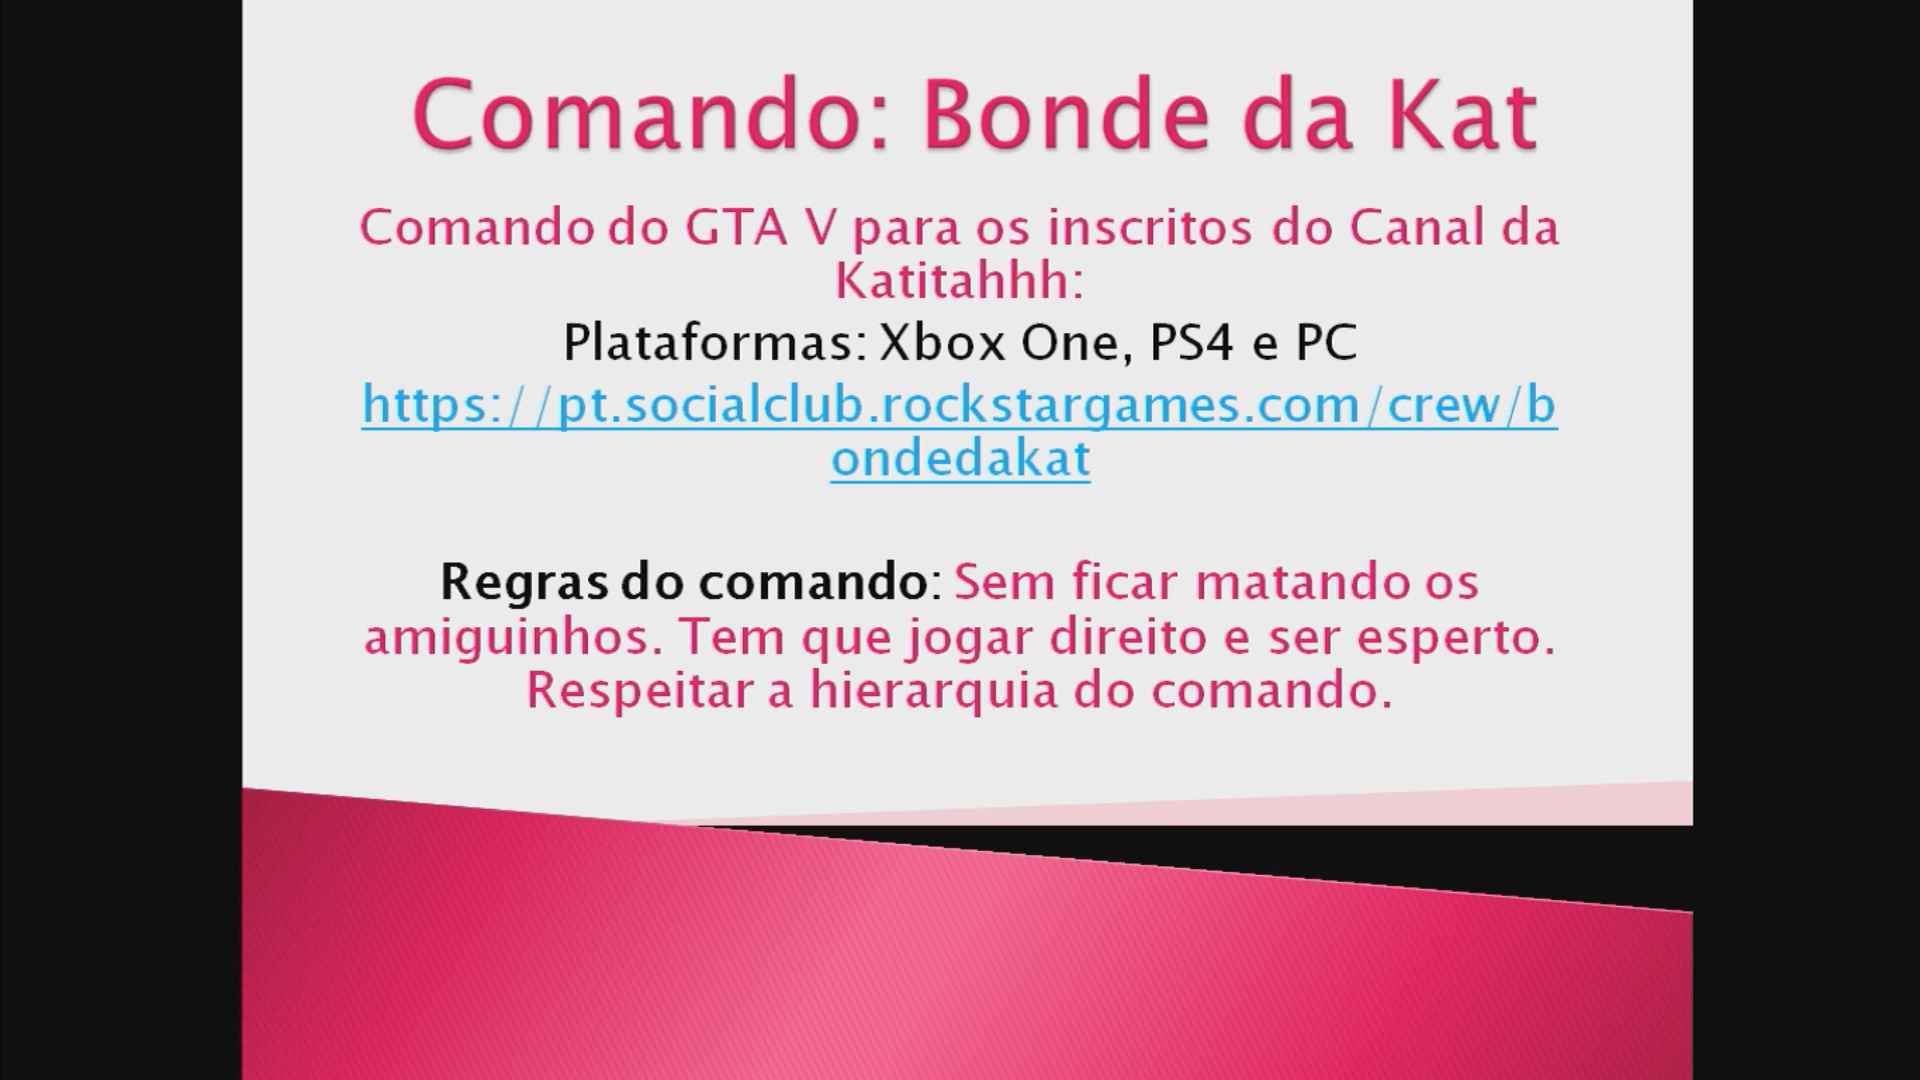 Comando: Bonde da Kat
Comando do GTA V para os inscritos do Canal da
Katitahhh:
Plataformas: Xbox One, PS4 e PC
https://pt.socialclub.rockstargames.com/crew/b
ondedakat
Regras do comando: Sem ficar matando os
amiguinhos. Tem que jogar direito e ser esperto.
Respeitar a hierarquia do comando.